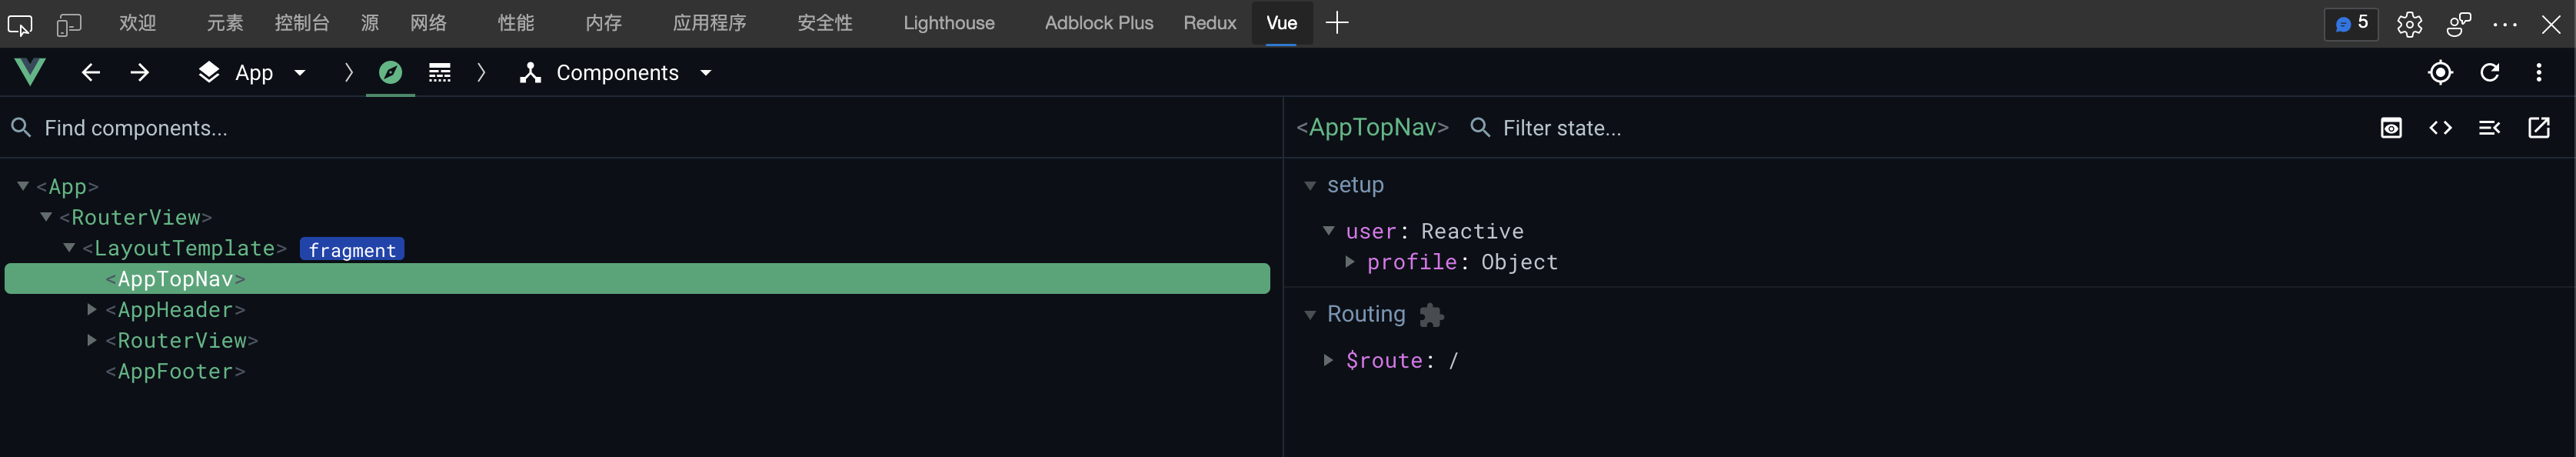 欢迎 元素 控制台 源 网络 性能 内存 应用程序 安全性 Lighthouse Adblock Plus Redux Vue 5
App Components
Find components...
<App>
<RouterView>
<LayoutTemplate> fragment
<AppTopNav>
<AppHeader>
<RouterView>
<AppFooter>
<AppTopNav> Filter state...
setup
user: Reactive
profile: Object
Routing
$route: /